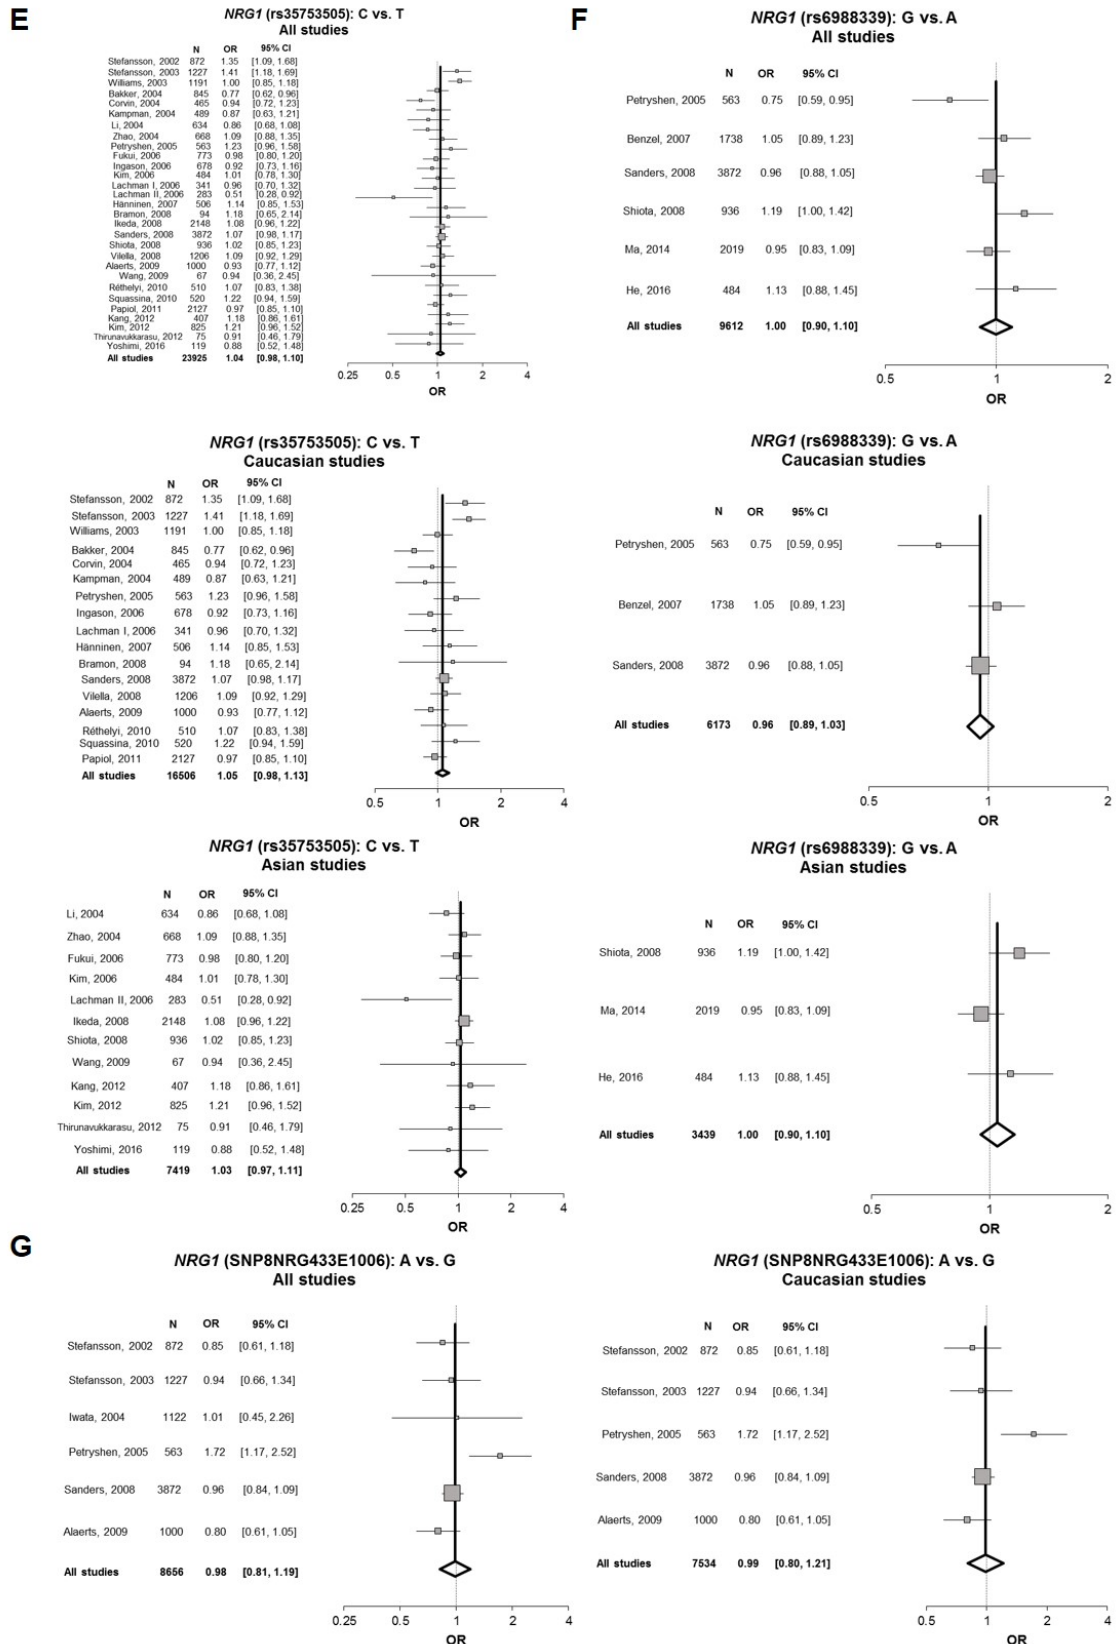 E
NRG1 (rs35753505): C vs. T
All studies
N OR 95% CI
Stefansson, 2002 872 1.35 [1.09, 1.68]
Stefansson, 2003 1227 1.41 [1.18, 1.69]
Williams, 2003 1191 1.00 [0.85, 1.18]
Bakker, 2004 845 0.77 [0.62, 0.96]
Corvin, 2004 465 0.94 [0.72, 1.23]
Kampman, 2004 489 0.87 [0.63, 1.21]
Li, 2004 634 0.86 [0.68, 1.08]
Zhao, 2004 668 1.09 [0.88, 1.35]
Petryshen, 2005 563 1.23 [0.96, 1.58]
Fukui, 2006 773 0.98 [0.80, 1.20]
Ingason, 2006 678 0.92 [0.73, 1.16]
Kim, 2006 484 1.01 [0.78, 1.30]
Lachman I, 2006 341 0.96 [0.70, 1.32]
Lachman II, 2006 283 0.51 [0.28, 0.92]
Hänninen, 2007 506 1.14 [0.85, 1.53]
Bramon, 2008 94 1.18 [0.65, 2.14]
Ikeda, 2008 2148 1.08 [0.96, 1.22]
Sanders, 2008 3872 1.07 [0.98, 1.17]
Shiota, 2008 936 1.02 [0.85, 1.23]
Vilella, 2008 1206 1.09 [0.92, 1.29]
Alaerts, 2009 1000 0.93 [0.77, 1.12]
Wang, 2009 67 0.94 [0.36, 2.45]
Réthelyi, 2010 510 1.07 [0.83, 1.38]
Squassina, 2010 520 1.22 [0.94, 1.59]
Papiol, 2011 2127 0.97 [0.85, 1.10]
Kang, 2012 407 1.18 [0.86, 1.61]
Kim, 2012 825 1.21 [0.96, 1.52]
Thirunavukkarasu, 2012 75 0.91 [0.46, 1.79]
Yoshimi, 2016 119 0.88 [0.52, 1.48]
All studies 23925 1.04 [0.98, 1.10]
0.25 0.5 1 2 4
OR
F
NRG1 (rs6988339): G vs. A
All studies
N OR 95% CI
Petryshen, 2005 563 0.75 [0.59, 0.95]
Benzel, 2007 1738 1.05 [0.89, 1.23]
Sanders, 2008 3872 0.96 [0.88, 1.05]
Shiota, 2008 936 1.19 [1.00, 1.42]
Ma, 2014 2019 0.95 [0.83, 1.09]
He, 2016 484 1.13 [0.88, 1.45]
All studies 9612 1.00 [0.90, 1.10]
0.5 1 2
OR
NRG1 (rs35753505): C vs. T
Caucasian studies
N OR 95% CI
Stefansson, 2002 872 1.35 [1.09, 1.68]
Stefansson, 2003 1227 1.41 [1.18, 1.69]
Williams, 2003 1191 1.00 [0.85, 1.18]
Bakker, 2004 845 0.77 [0.62, 0.96]
Corvin, 2004 465 0.94 [0.72, 1.23]
Kampman, 2004 489 0.87 [0.63, 1.21]
Petryshen, 2005 563 1.23 [0.96, 1.58]
Ingason, 2006 678 0.92 [0.73, 1.16]
Lachman I, 2006 341 0.96 [0.70, 1.32]
Hänninen, 2007 506 1.14 [0.85, 1.53]
Bramon, 2008 94 1.18 [0.65, 2.14]
Sanders, 2008 3872 1.07 [0.98, 1.17]
Vilella, 2008 1206 1.09 [0.92, 1.29]
Alaerts, 2009 1000 0.93 [0.77, 1.12]
Réthelyi, 2010 510 1.07 [0.83, 1.38]
Squassina, 2010 520 1.22 [0.94, 1.59]
Papiol, 2011 2127 0.97 [0.85, 1.10]
All studies 16506 1.05 [0.98, 1.13]
0.5 1 2 4
OR
NRG1 (rs6988339): G vs. A
Caucasian studies
N OR 95% CI
Petryshen, 2005 563 0.75 [0.59, 0.95]
Benzel, 2007 1738 1.05 [0.89, 1.23]
Sanders, 2008 3872 0.96 [0.88, 1.05]
All studies 6173 0.96 [0.89, 1.03]
0.5 1 2
OR
NRG1 (rs35753505): C vs. T
Asian studies
N OR 95% CI
Li, 2004 634 0.86 [0.68, 1.08]
Zhao, 2004 668 1.09 [0.88, 1.35]
Fukui, 2006 773 0.98 [0.80, 1.20]
Kim, 2006 484 1.01 [0.78, 1.30]
Lachman II, 2006 283 0.51 [0.28, 0.92]
Ikeda, 2008 2148 1.08 [0.96, 1.22]
Shiota, 2008 936 1.02 [0.85, 1.23]
Wang, 2009 67 0.94 [0.36, 2.45]
Kang, 2012 407 1.18 [0.86, 1.61]
Kim, 2012 825 1.21 [0.96, 1.52]
Thirunavukkarasu, 2012 75 0.91 [0.46, 1.79]
Yoshimi, 2016 119 0.88 [0.52, 1.48]
All studies 7419 1.03 [0.97, 1.11]
0.25 0.5 1 2 4
OR
NRG1 (rs6988339): G vs. A
Asian studies
N OR 95% CI
Shiota, 2008 936 1.19 [1.00, 1.42]
Ma, 2014 2019 0.95 [0.83, 1.09]
He, 2016 484 1.13 [0.88, 1.45]
All studies 3439 1.00 [0.90, 1.10]
0.5 1 2
OR
G
NRG1 (SNP8NRG433E1006): A vs. G
All studies
N OR 95% CI
Stefansson, 2002 872 0.85 [0.61, 1.18]
Stefansson, 2003 1227 0.94 [0.66, 1.34]
Iwata, 2004 1122 1.01 [0.45, 2.26]
Petryshen, 2005 563 1.72 [1.17, 2.52]
Sanders, 2008 3872 0.96 [0.84, 1.09]
Alaerts, 2009 1000 0.80 [0.61, 1.05]
All studies 8656 0.98 [0.81, 1.19]
0.25 0.5 1 2 4
OR
NRG1 (SNP8NRG433E1006): A vs. G
Caucasian studies
N OR 95% CI
Stefansson, 2002 872 0.85 [0.61, 1.18]
Stefansson, 2003 1227 0.94 [0.66, 1.34]
Petryshen, 2005 563 1.72 [1.17, 2.52]
Sanders, 2008 3872 0.96 [0.84, 1.09]
Alaerts, 2009 1000 0.80 [0.61, 1.05]
All studies 7534 0.99 [0.80, 1.21]
0.5 1 2 4
OR